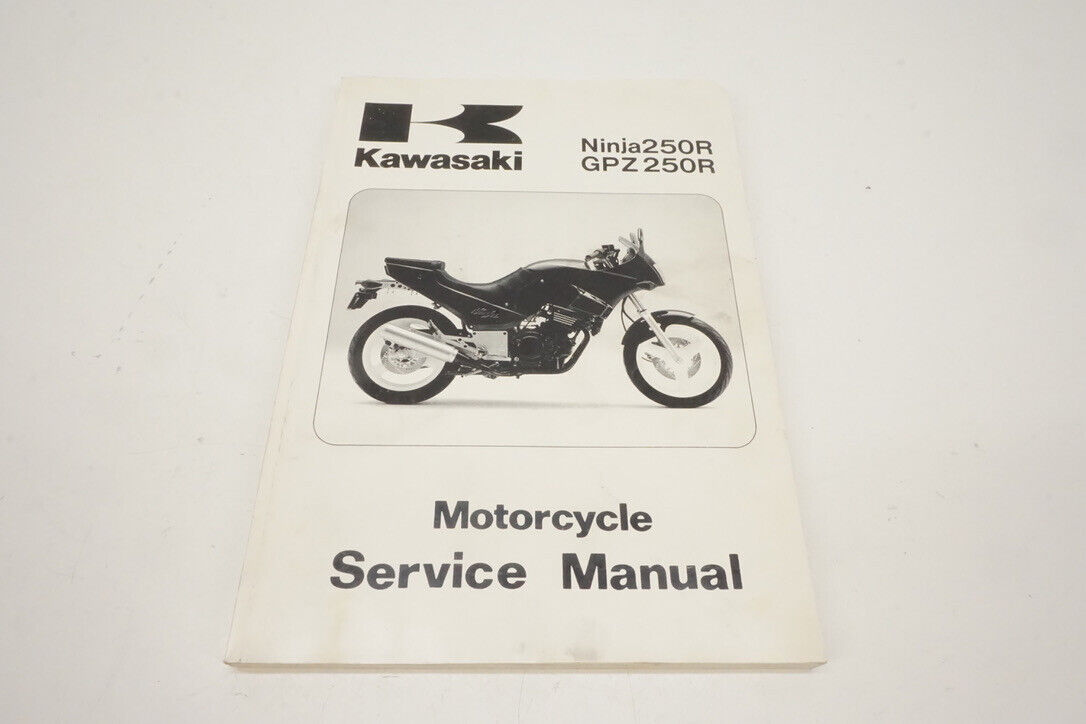 Kawasaki
Ninja250R
GPZ250R
Motorcycle
Service Manual